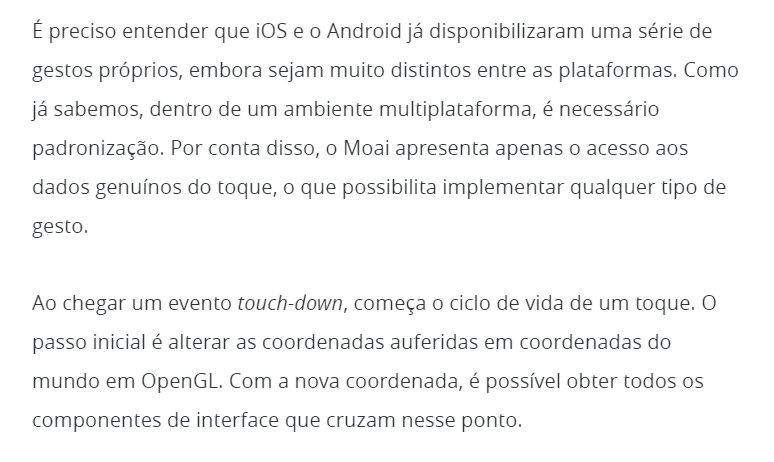 É preciso entender que iOS e o Android já disponibilizaram uma série de
gestos próprios, embora sejam muito distintos entre as plataformas. Como
já sabemos, dentro de um ambiente multiplataforma, é necessário
padronização. Por conta disso, o Moai apresenta apenas o acesso aos
dados genuínos do toque, o que possibilita implementar qualquer tipo de
gesto.
Ao chegar um evento touch-down, começa o ciclo de vida de um toque. O
passo inicial é alterar as coordenadas auferidas em coordenadas do
mundo em OpenGL. Com a nova coordenada, é possível obter todos os
componentes de interface que cruzam nesse ponto.